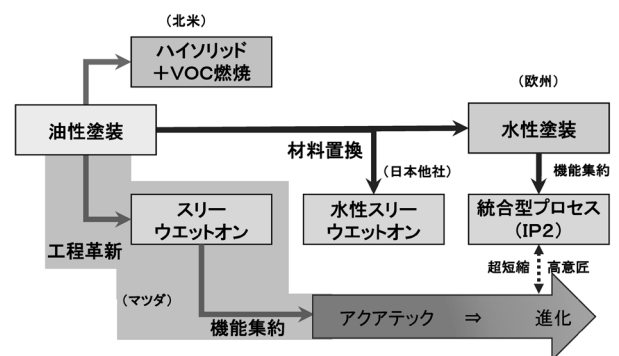 （北米）
ハイソリッド
＋VOC燃焼
（欧州）
油性塗装
水性塗装
材料置換
（日本他社）
機能集約
スリー
ウエットオン
水性スリー
ウエットオン
統合型プロセス
（IP2）
工程革新
超短縮
高意匠
（マツダ）
機能集約
アクアテック ⇒ 進化